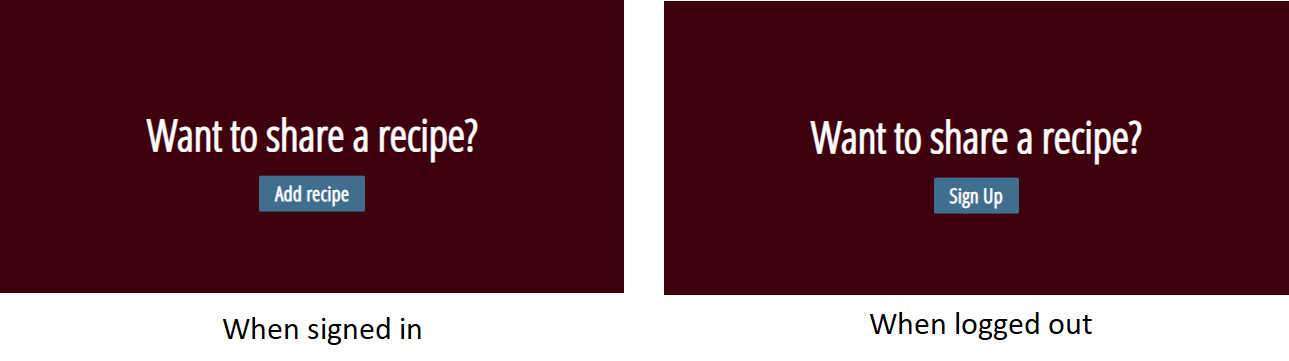 Want to share a recipe?
Add recipe
When signed in
Want to share a recipe?
Sign Up
When logged out